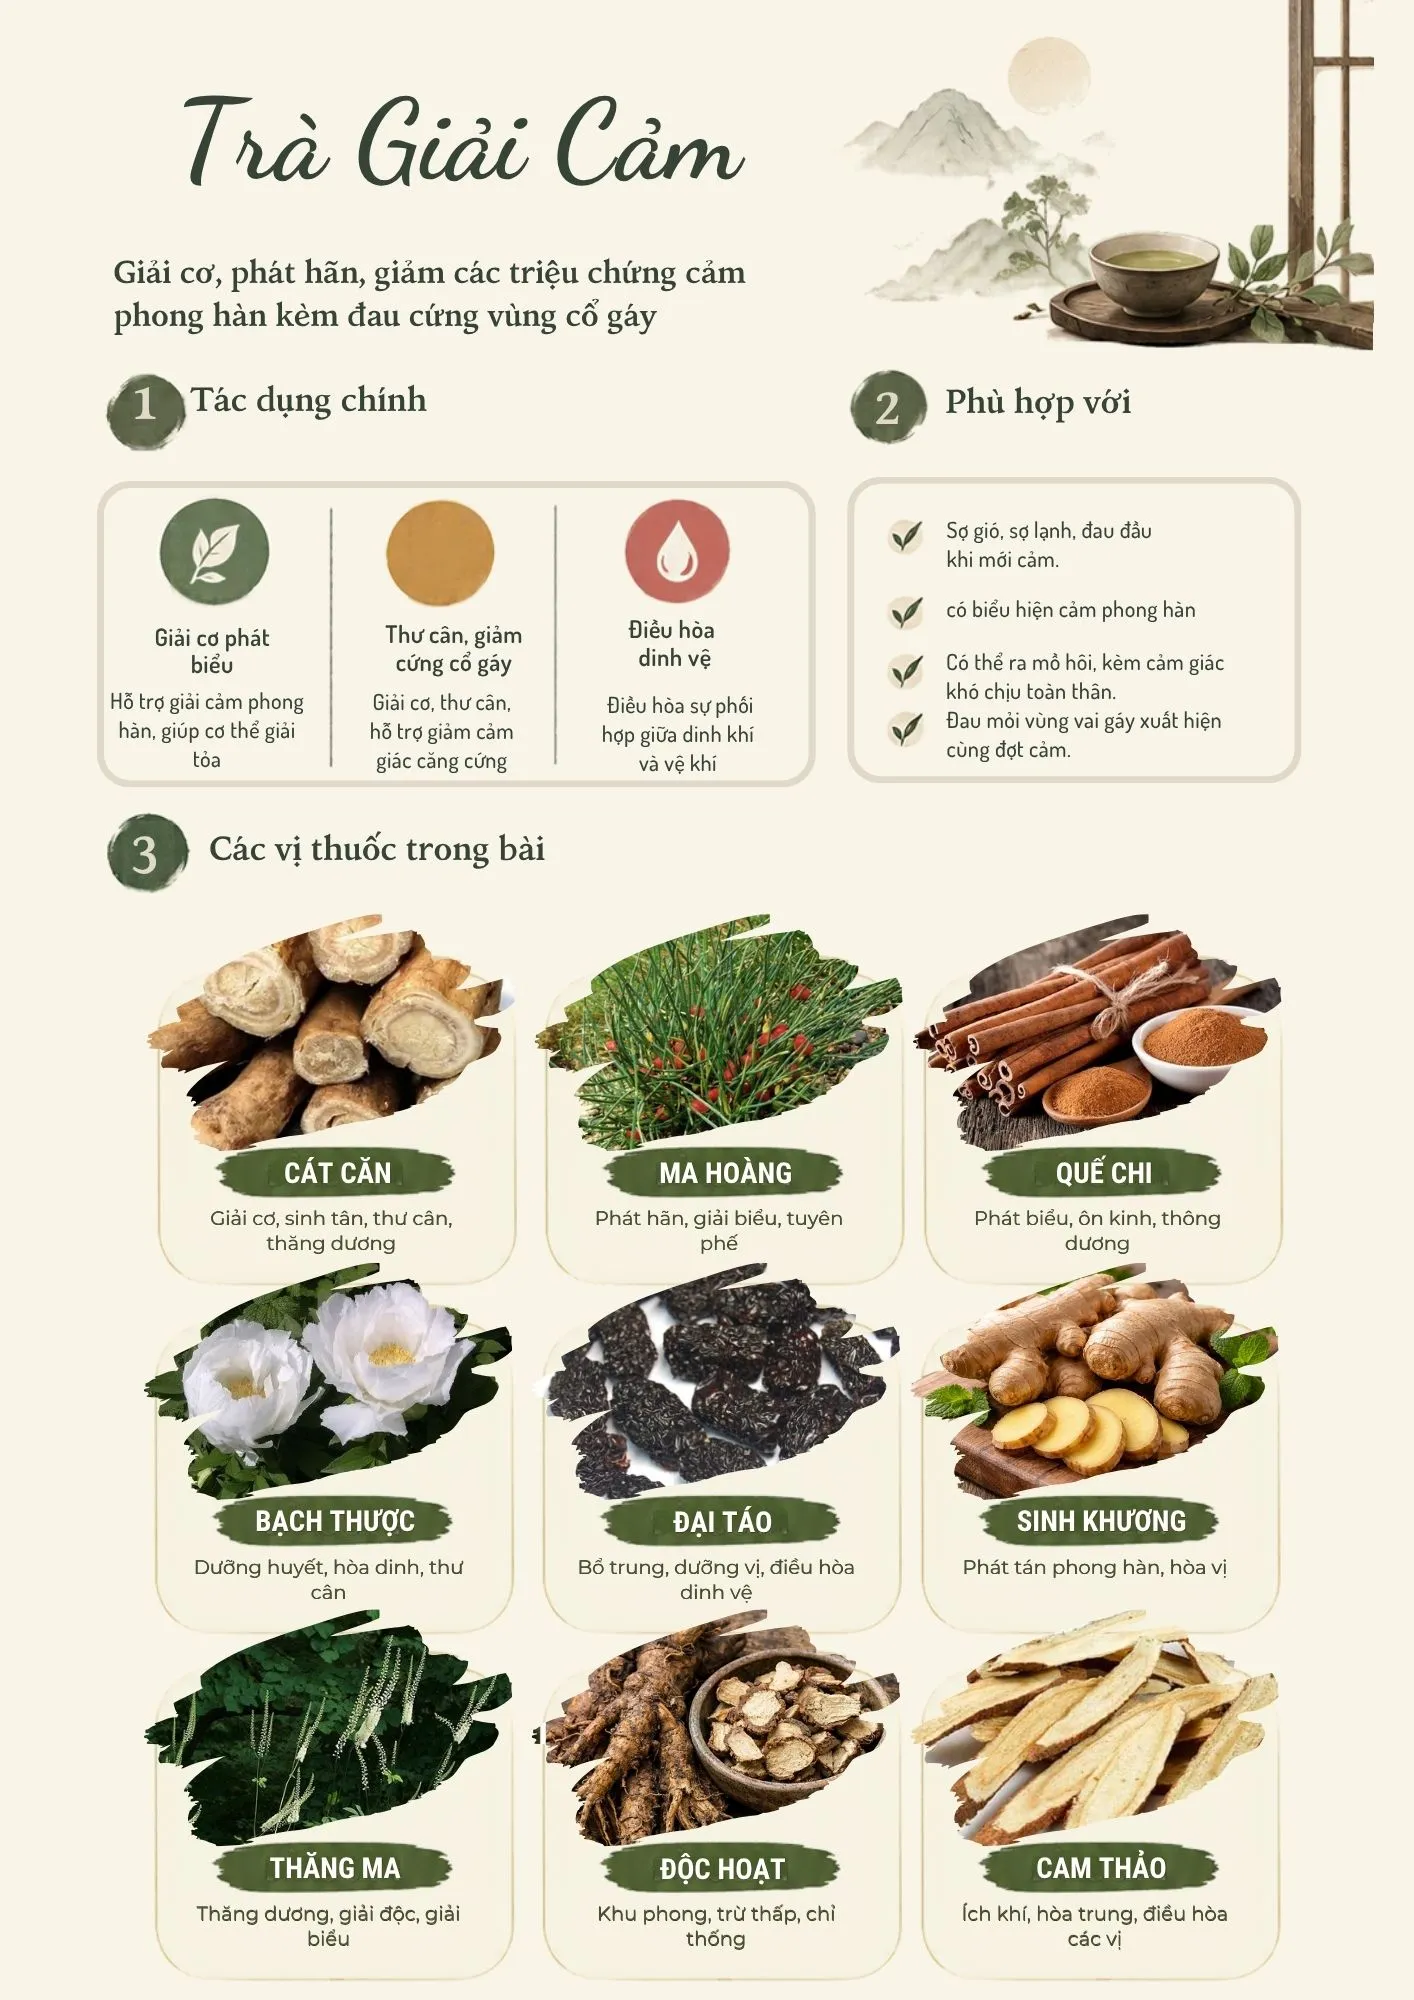 Trà Giải Cảm
Giải cơ, phát hãn, giảm các triệu chứng cảm
phong hàn kèm đau cứng vùng cổ gáy
1 Tác dụng chính
Giải cơ phát
biểu
Hỗ trợ giải cảm phong
hàn, giúp cơ thể giải
tỏa
Thư cân, giảm
cứng cổ gáy
Giải cơ, thư cân,
hỗ trợ giảm cảm
giác căng cứng
Điều hòa
dinh vệ
Điều hòa sự phối
hợp giữa dinh khí
và vệ khí
2 Phù hợp với
Sợ gió, sợ lạnh, đau đầu
khi mới cảm.
có biểu hiện cảm phong hàn
Có thể ra mồ hôi, kèm cảm giác
khó chịu toàn thân.
Đau mỏi vùng vai gáy xuất hiện
cùng đợt cảm.
3 Các vị thuốc trong bài
CÁT CĂN
Giải cơ, sinh tân, thư cân,
thăng dương
MA HOÀNG
Phát hãn, giải biểu, tuyên
phế
QUẾ CHI
Phát biểu, ôn kinh, thông
dương
BẠCH THƯỢC
Dưỡng huyết, hòa dinh, thư
cân
ĐẠI TÁO
Bổ trung, dưỡng vị, điều hòa
dinh vệ
SINH KHƯƠNG
Phát tán phong hàn, hòa vị
THĂNG MA
Thăng dương, giải độc, giải
biểu
ĐỘC HOẠT
Khu phong, trừ thấp, chỉ
thống
CAM THẢO
Ích khí, hòa trung, điều hòa
các vị